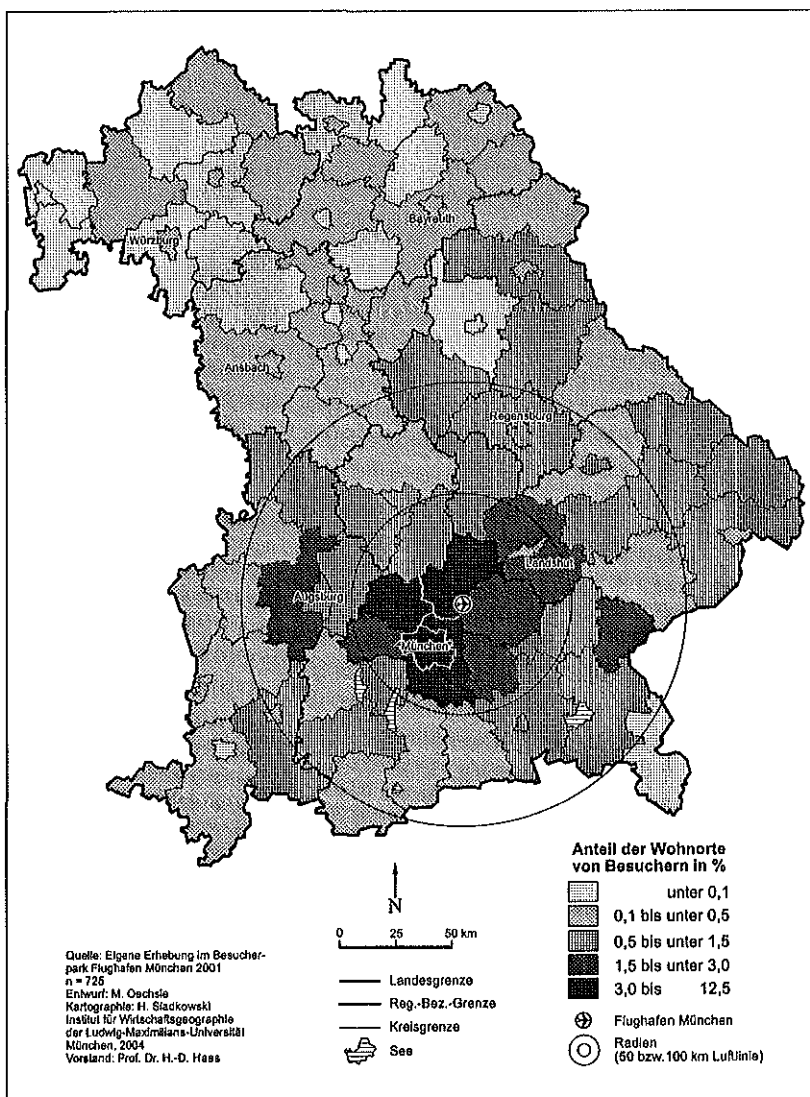 Bayreuth
Würzburg
Ansbach
Regensburg
Landshut
Augsburg
München
N
0 25 50 km
Quelle: Eigene Erhebung im Besucher-
park Flughafen München 2001
n = 725
Entwurf: M. Oechsle
Kartographie: H. Sladkowski
Institut für Wirtschaftsgeographie
der Ludwig-Maximilians-Universität
München, 2004
Vorstand: Prof. Dr. H.-D. Haas
Landesgrenze
Reg.-Bez.-Grenze
Kreisgrenze
See
Anteil der Wohnorte
von Besuchern in %
unter 0,1
0,1 bis unter 0,5
0,5 bis unter 1,5
1,5 bis unter 3,0
3,0 bis 12,5
Flughafen München
Radien
(50 bzw. 100 km Luftlinie)